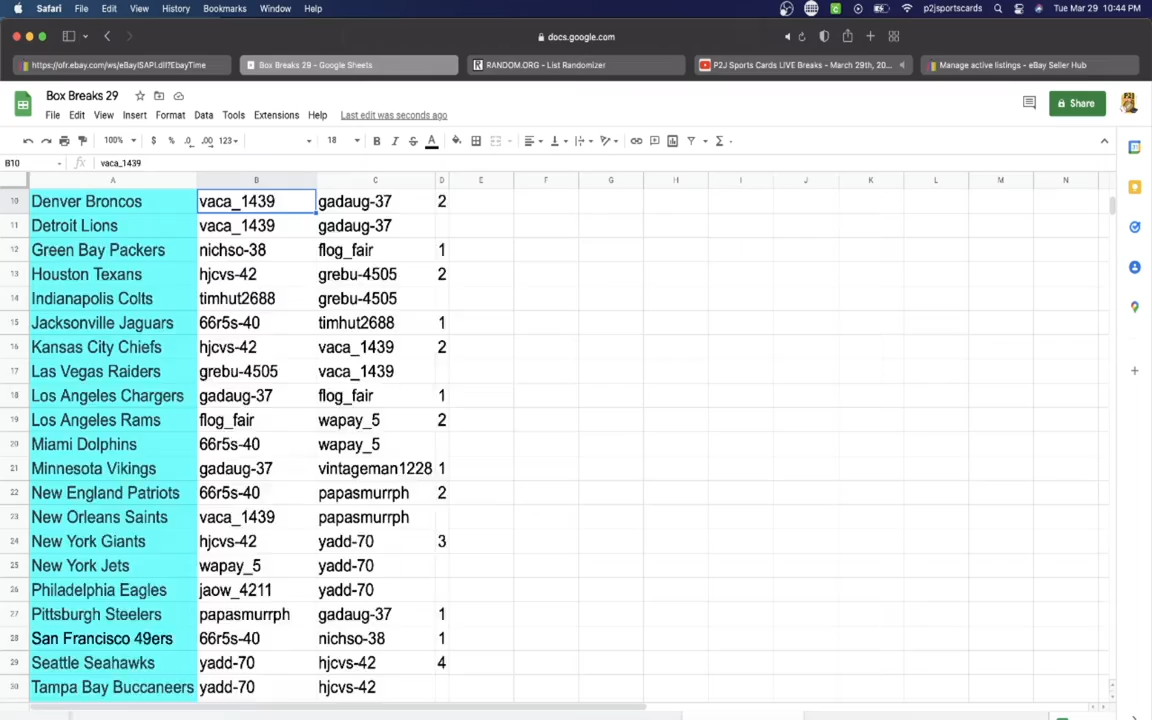 Safari File Edit View History Bookmarks Window Help p2jsportscards Tue Mar 29 10:44 PM
docs.google.com
https://ofr.ebay.com/ws/eBayISAPI.dll?EbayTime Box Breaks 29 - Google Sheets RANDOM.ORG - List Randomizer P2J Sports Cards LIVE Breaks - March 29th, 20... Manage active listings - eBay Seller Hub
Box Breaks 29
File Edit View Insert Format Data Tools Extensions Help Last edit was seconds ago Share
100% $ % .0 .00 123 18 B I S A
B10 fx vaca_1439
A B C D E F G H I J K L M N
10 Denver Broncos vaca_1439 gadaug-37 2
11 Detroit Lions vaca_1439 gadaug-37
12 Green Bay Packers nichso-38 flog_fair 1
13 Houston Texans hjcvs-42 grebu-4505 2
14 Indianapolis Colts timhut2688 grebu-4505
15 Jacksonville Jaguars 66r5s-40 timhut2688 1
16 Kansas City Chiefs hjcvs-42 vaca_1439 2
17 Las Vegas Raiders grebu-4505 vaca_1439
18 Los Angeles Chargers gadaug-37 flog_fair 1
19 Los Angeles Rams flog_fair wapay_5 2
20 Miami Dolphins 66r5s-40 wapay_5
21 Minnesota Vikings gadaug-37 vintageman1228 1
22 New England Patriots 66r5s-40 papasmurrph 2
23 New Orleans Saints vaca_1439 papasmurrph
24 New York Giants hjcvs-42 yadd-70 3
25 New York Jets wapay_5 yadd-70
26 Philadelphia Eagles jaow_4211 yadd-70
27 Pittsburgh Steelers papasmurrph gadaug-37 1
28 San Francisco 49ers 66r5s-40 nichso-38 1
29 Seattle Seahawks yadd-70 hjcvs-42 4
30 Tampa Bay Buccaneers yadd-70 hjcvs-42